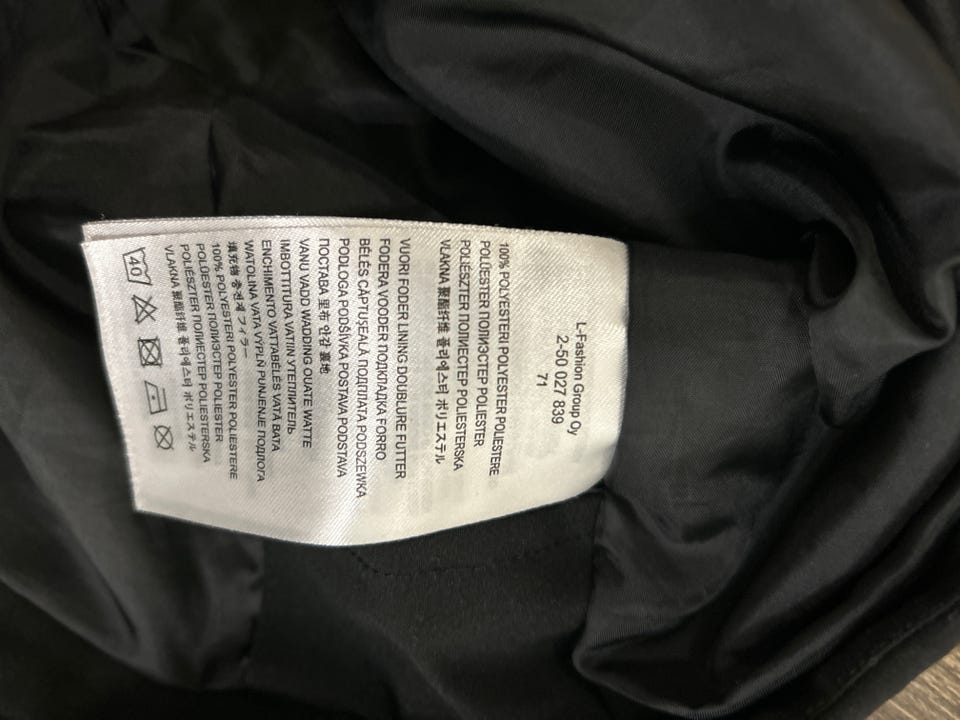 L-Fashion Group Oy
2-50 027 839
71
100% POLYESTERI POLYESTER POLIESTERE
POLÜESTER ПОЛИЭСТЕР POLIESTER
POLIÉSZTER ПОЛИЕСТЕР POLIESTERSKA
VLAKNA 聚酯纤维 폴리에스터 ポリエステル
VUORI FODER LINING DOUBLURE FUTTER
FODERA VOODER ПОДКЛАДКА FORRO
BÉLÉS CĂPTUȘEALĂ ПОДПЛАТА PODSZEWKA
PODLOGA PODŠÍVKA POSTAVA PODSTAVA
ПОСТАВА 里布 안감 裏地
VANU VADD WADDING OUATE WATTE
IMBOTTITURA VATIIN УТЕПЛИТЕЛЬ
ENCHIMENTO VATTABÉLÉS VATĂ ВАТА
WATOLINA VATA VÝPLŇ PUNJENJE ПОДЛОГА
填充物 충전재 フィラー
100% POLYESTERI POLYESTER POLIESTERE
POLÜESTER ПОЛИЭСТЕР POLIESTER
POLIÉSZTER ПОЛИЕСТЕР POLIESTERSKA
VLAKNA 聚酯纤维 폴리에스터 ポリエステル
40